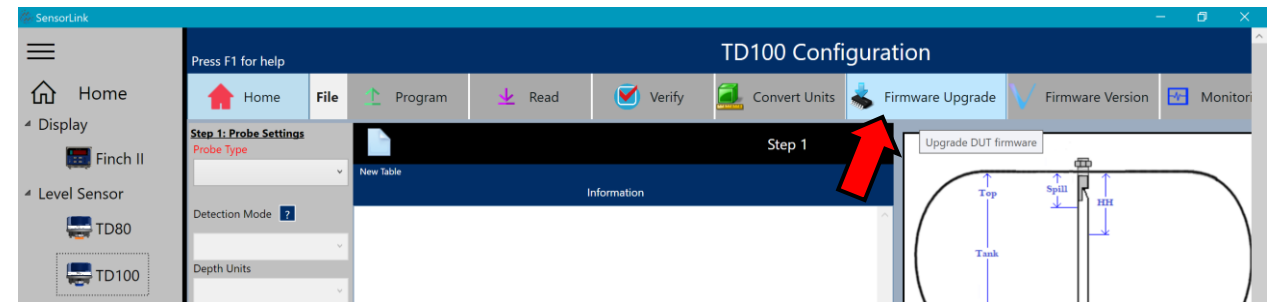 SensorLink
Press F1 for help
TD100 Configuration
Home
File
Program
Read
Verify
Convert Units
Firmware Upgrade
Firmware Version
Home
Display
Finch II
Level Sensor
TD80
TD100
Step 1: Probe Settings
Probe Type
Detection Mode ?
Depth Units
New Table
Step 1
Information
Upgrade DUT firmware
Top
Spill
HH
Tank